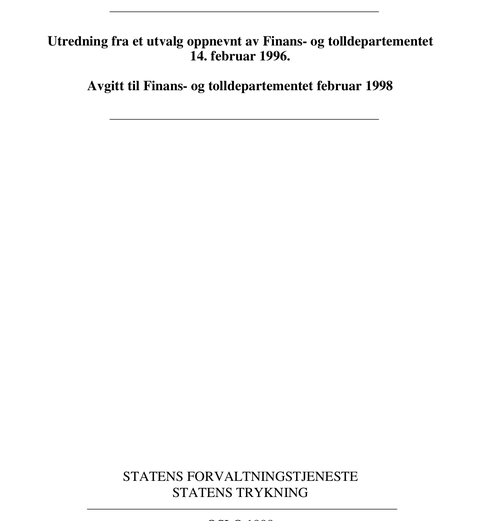 Utredning fra et utvalg oppnevnt av Finans- og tolldepartementet
14. februar 1996.
Avgitt til Finans- og tolldepartementet februar 1998
STATENS FORVALTNINGSTJENESTE
STATENS TRYKNING